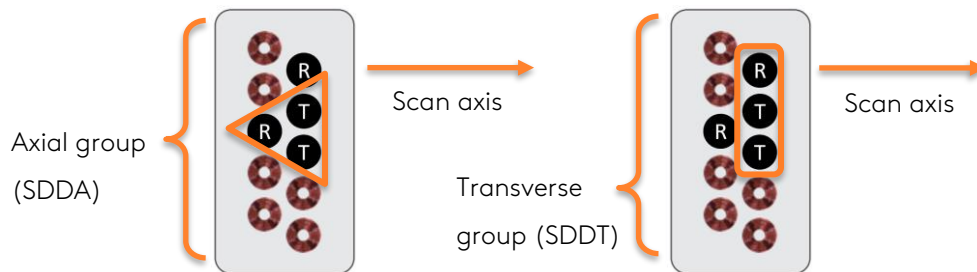 R
T
R
T
Scan axis
Axial group
(SDDA)
R
T
R
T
Scan axis
Transverse
group (SDDT)